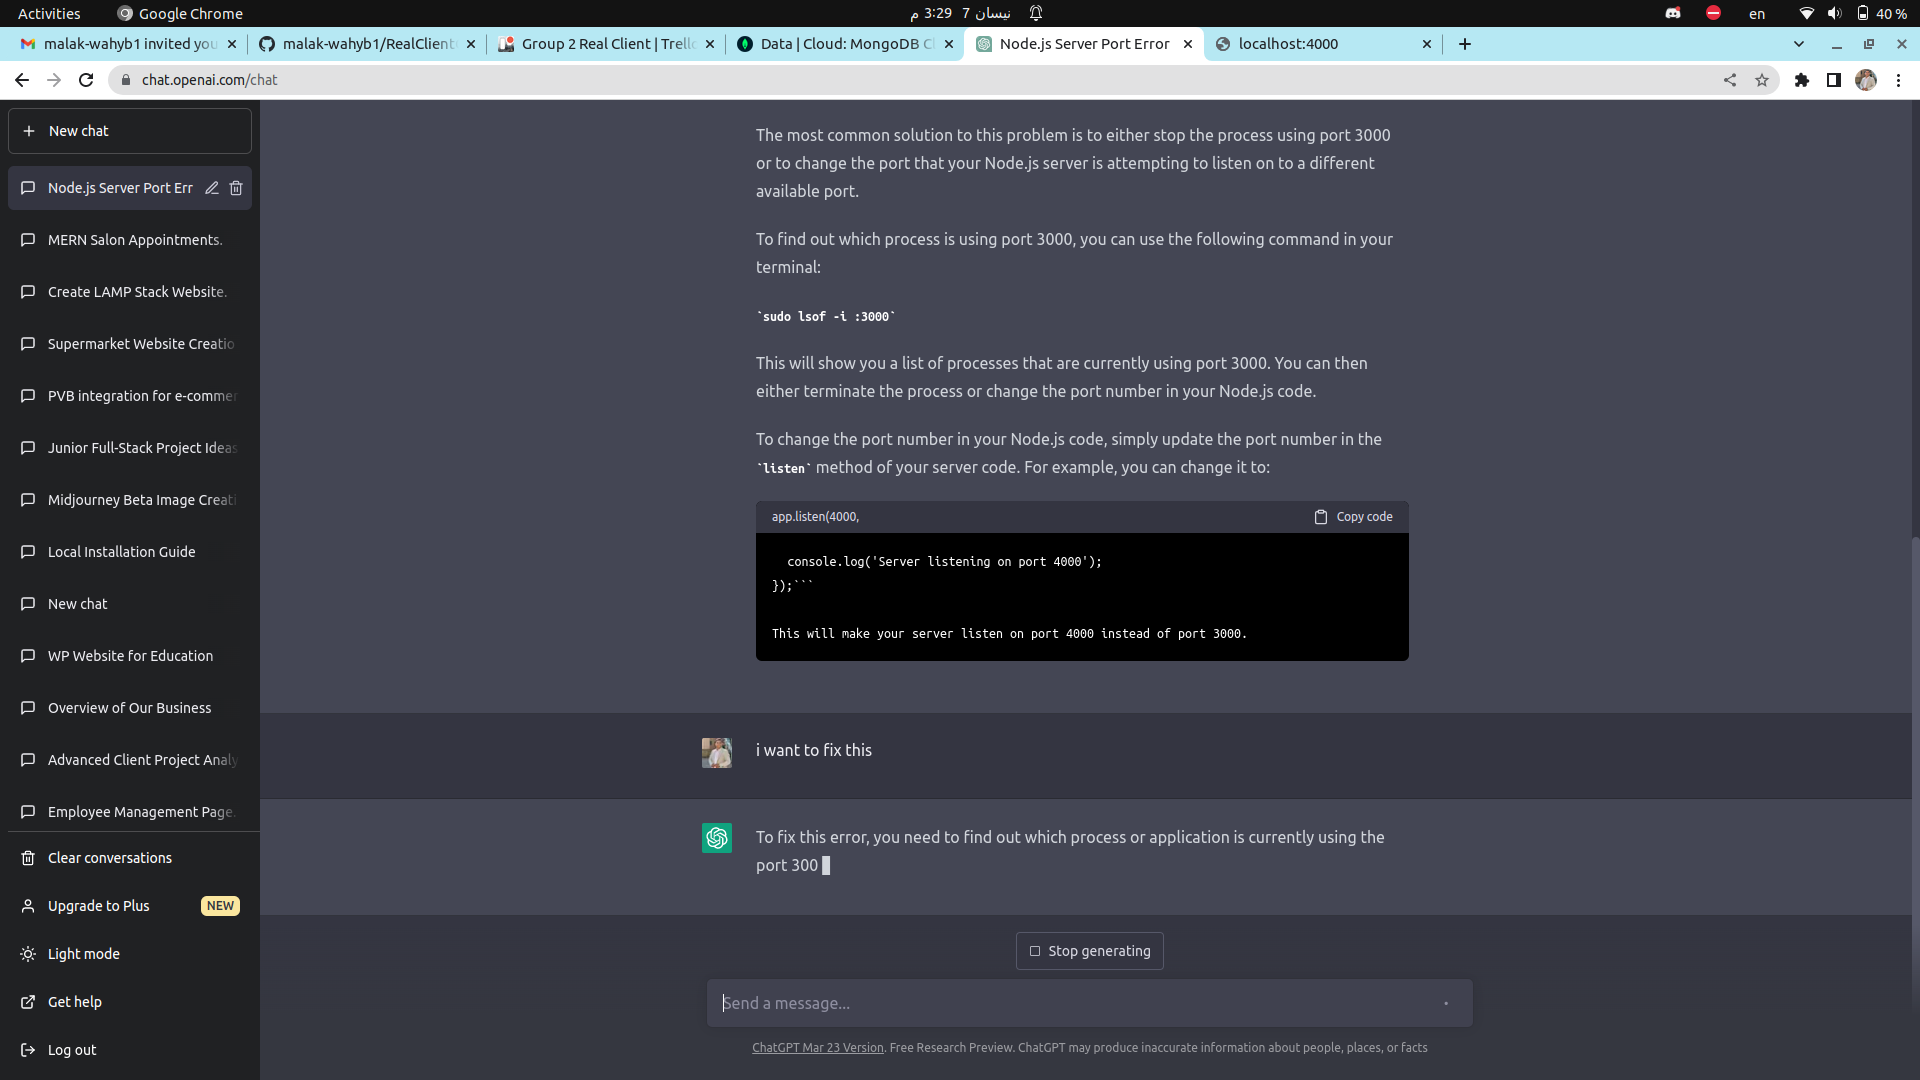 Activities
Google Chrome
نيسان 7  3:29 م
en
40 %
malak-wahyb1 invited you
malak-wahyb1/RealClient
Group 2 Real Client | Trello
Data | Cloud: MongoDB Cl
Node.js Server Port Error
localhost:4000
chat.openai.com/chat
New chat
Node.js Server Port Err
MERN Salon Appointments.
Create LAMP Stack Website.
Supermarket Website Creatio
PVB integration for e-commer
Junior Full-Stack Project Ideas
Midjourney Beta Image Creati
Local Installation Guide
New chat
WP Website for Education
Overview of Our Business
Advanced Client Project Analy
Employee Management Page.
Clear conversations
Upgrade to Plus
NEW
Light mode
Get help
Log out
The most common solution to this problem is to either stop the process using port 3000
or to change the port that your Node.js server is attempting to listen on to a different
available port.
To find out which process is using port 3000, you can use the following command in your
terminal:
`sudo lsof -i :3000`
This will show you a list of processes that are currently using port 3000. You can then
either terminate the process or change the port number in your Node.js code.
To change the port number in your Node.js code, simply update the port number in the
`listen` method of your server code. For example, you can change it to:
app.listen(4000,
Copy code
console.log('Server listening on port 4000');
});```
This will make your server listen on port 4000 instead of port 3000.
i want to fix this
To fix this error, you need to find out which process or application is currently using the
port 300
Stop generating
Send a message...
ChatGPT Mar 23 Version. Free Research Preview. ChatGPT may produce inaccurate information about people, places, or facts